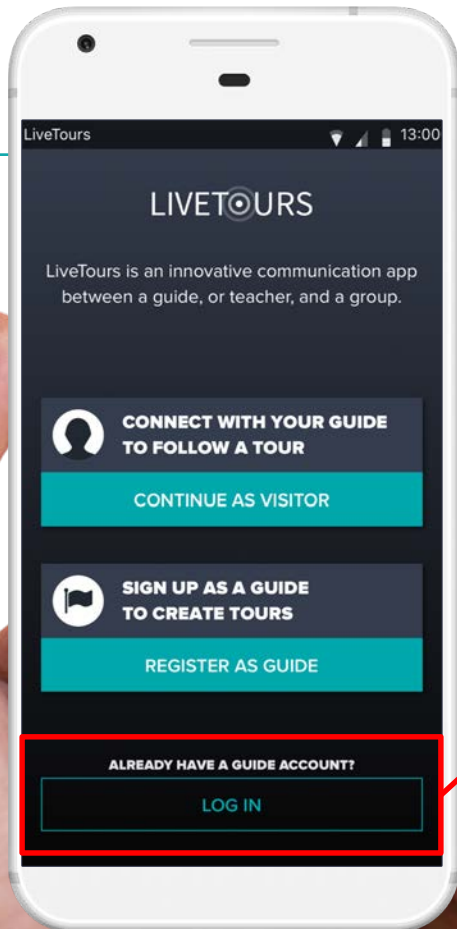 LiveTours
13:00
LIVETOURS
LiveTours is an innovative communication app
between a guide, or teacher, and a group.
CONNECT WITH YOUR GUIDE
TO FOLLOW A TOUR
CONTINUE AS VISITOR
SIGN UP AS A GUIDE
TO CREATE TOURS
REGISTER AS GUIDE
ALREADY HAVE A GUIDE ACCOUNT?
LOG IN